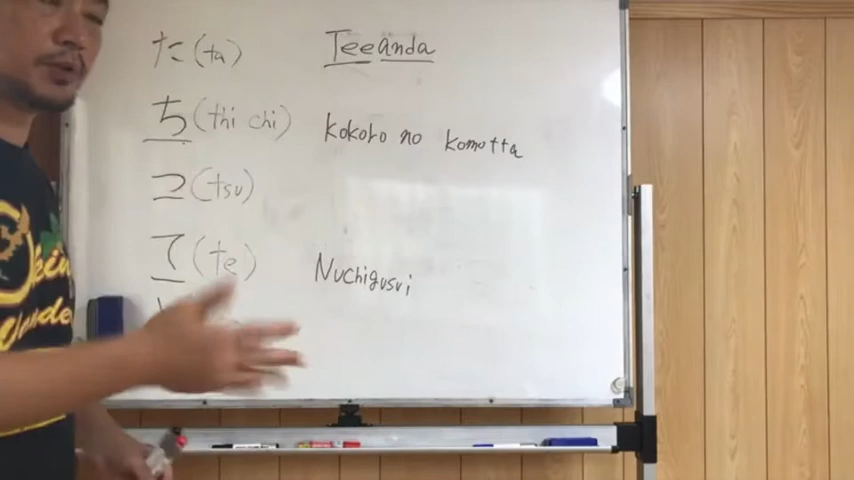 た(ta) Teeanda
ち(thi chi) kokoro no komotta
つ(tsu)
て(te) Nuchigusui